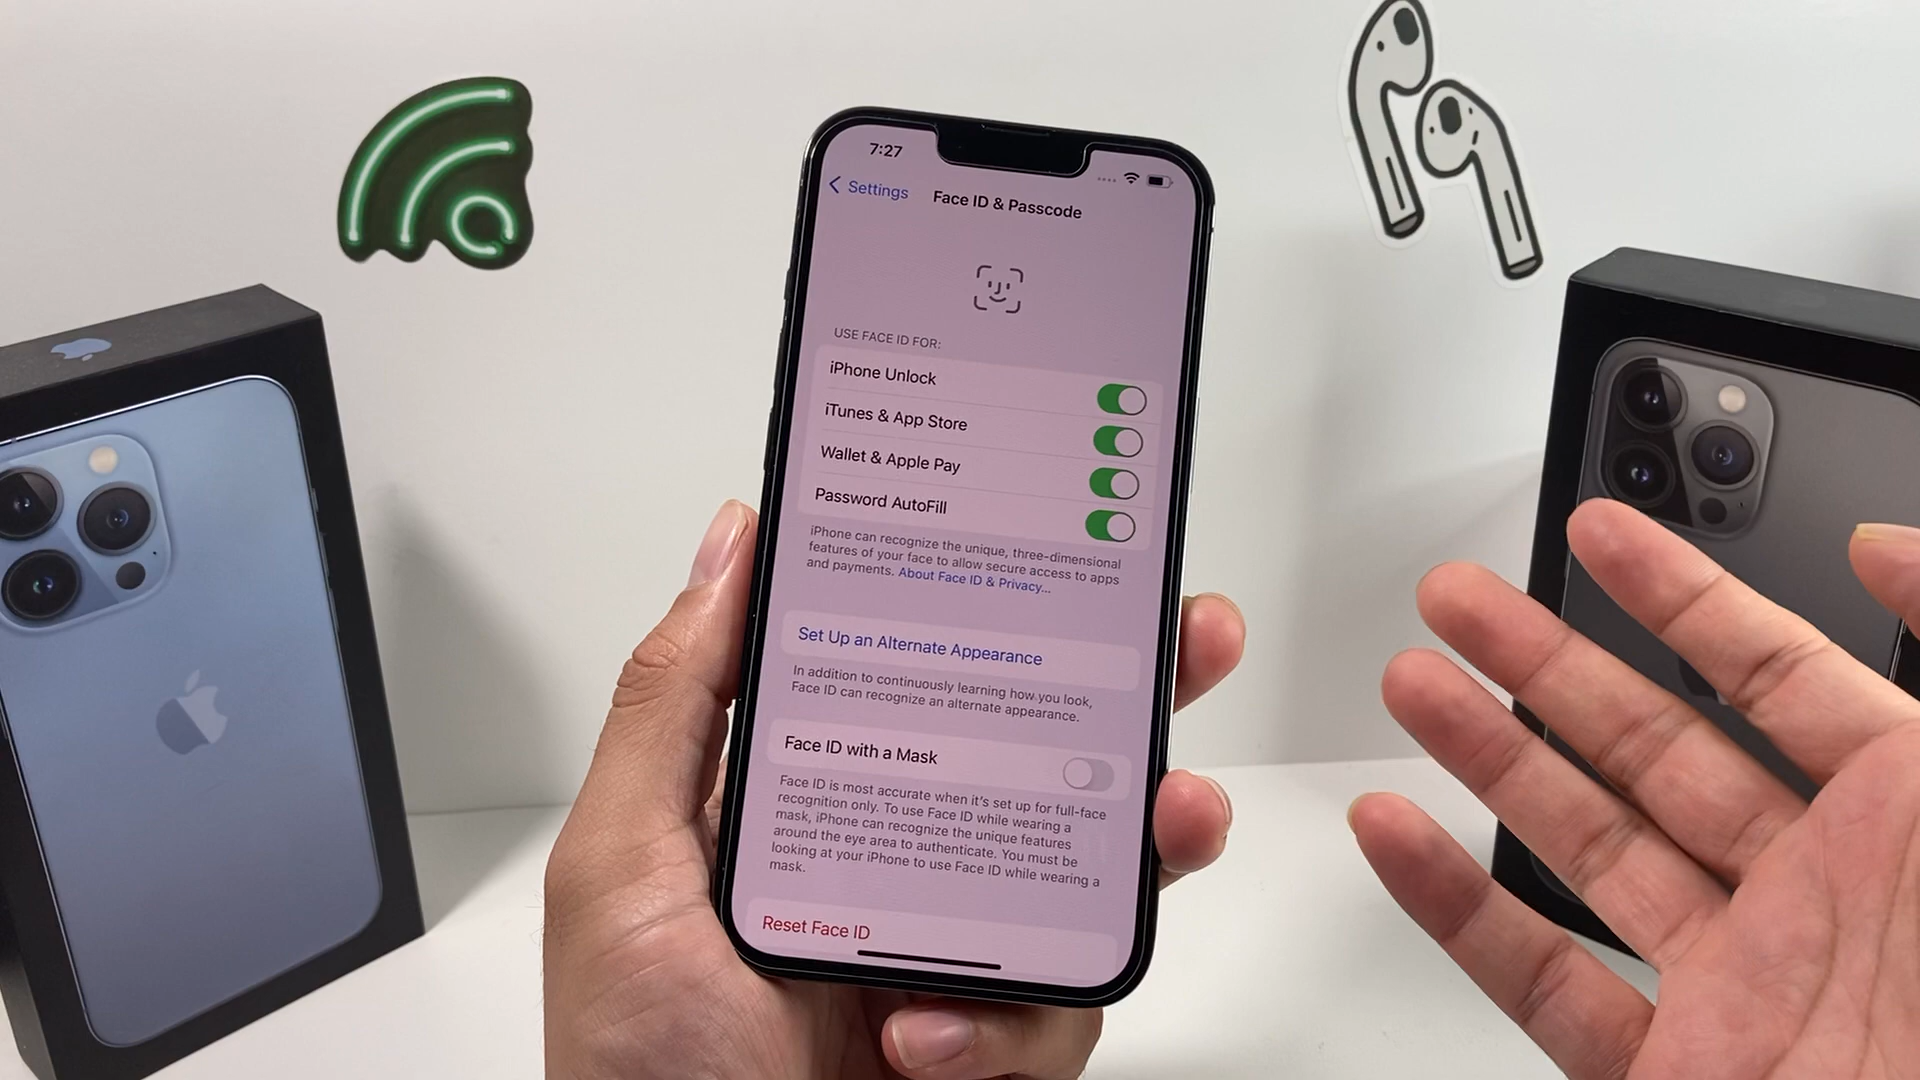 7:27
Settings
Face ID & Passcode
USE FACE ID FOR:
iPhone Unlock
iTunes & App Store
Wallet & Apple Pay
Password AutoFill
iPhone can recognize the unique, three-dimensional
features of your face to allow secure access to apps
and payments. About Face ID & Privacy...
Set Up an Alternate Appearance
In addition to continuously learning how you look,
Face ID can recognize an alternate appearance.
Face ID with a Mask
Face ID is most accurate when it's set up for full-face
recognition only. To use Face ID while wearing a
mask, iPhone can recognize the unique features
around the eye area to authenticate. You must be
looking at your iPhone to use Face ID while wearing a
mask.
Reset Face ID